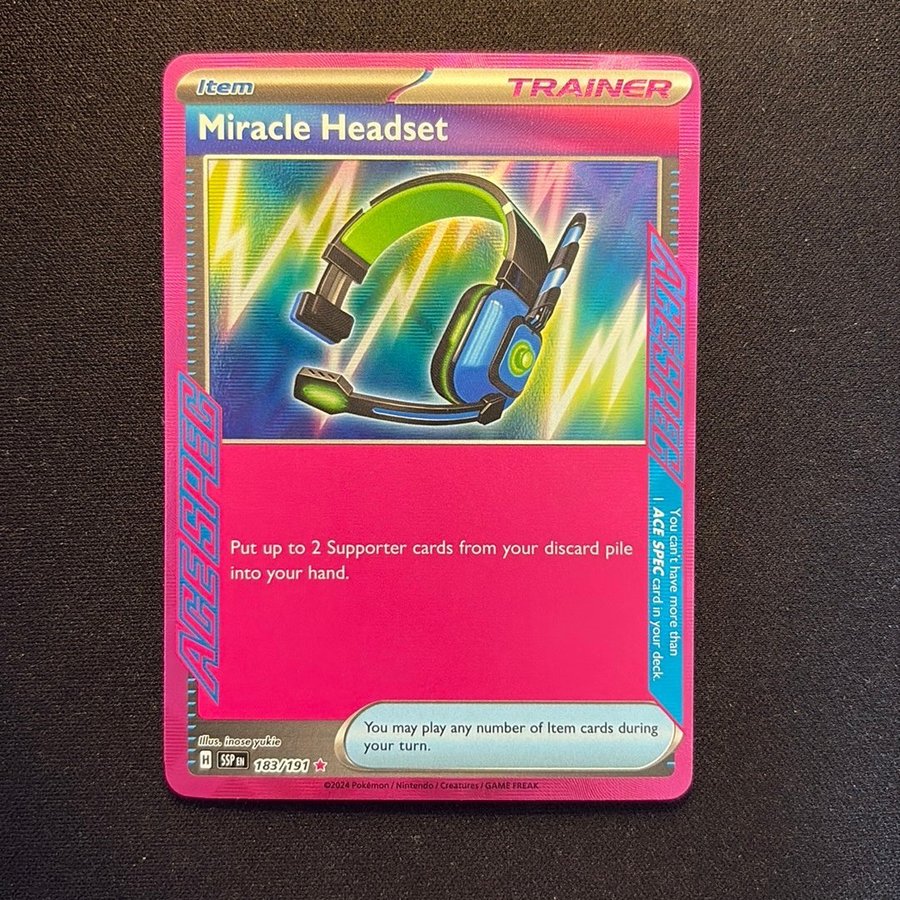 Item
TRAINER
Miracle Headset
ACE SPEC
ACE SPEC
You can't have more than
1 ACE SPEC card in your deck.
Put up to 2 Supporter cards from your discard pile
into your hand.
You may play any number of Item cards during
your turn.
Illus. inose yukie
H SSP EN 183/191
©2024 Pokémon / Nintendo / Creatures / GAME FREAK